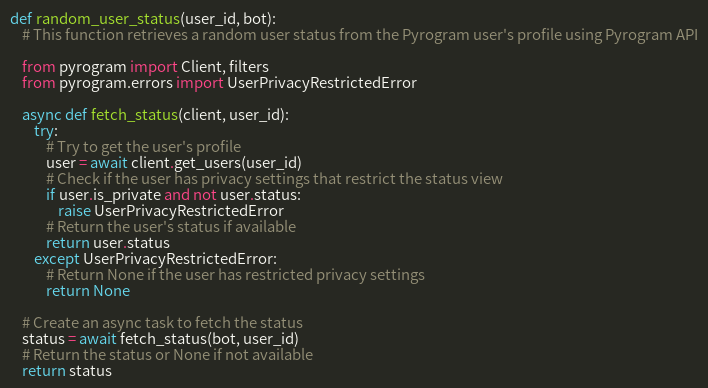 def random_user_status(user_id, bot):
    # This function retrieves a random user status from the Pyrogram user's profile using Pyrogram API

    from pyrogram import Client, filters
    from pyrogram.errors import UserPrivacyRestrictedError

    async def fetch_status(client, user_id):
        try:
            # Try to get the user's profile
            user = await client.get_users(user_id)
            # Check if the user has privacy settings that restrict the status view
            if user.is_private and not user.status:
                raise UserPrivacyRestrictedError
            # Return the user's status if available
            return user.status
        except UserPrivacyRestrictedError:
            # Return None if the user has restricted privacy settings
            return None

    # Create an async task to fetch the status
    status = await fetch_status(bot, user_id)
    # Return the status or None if not available
    return status